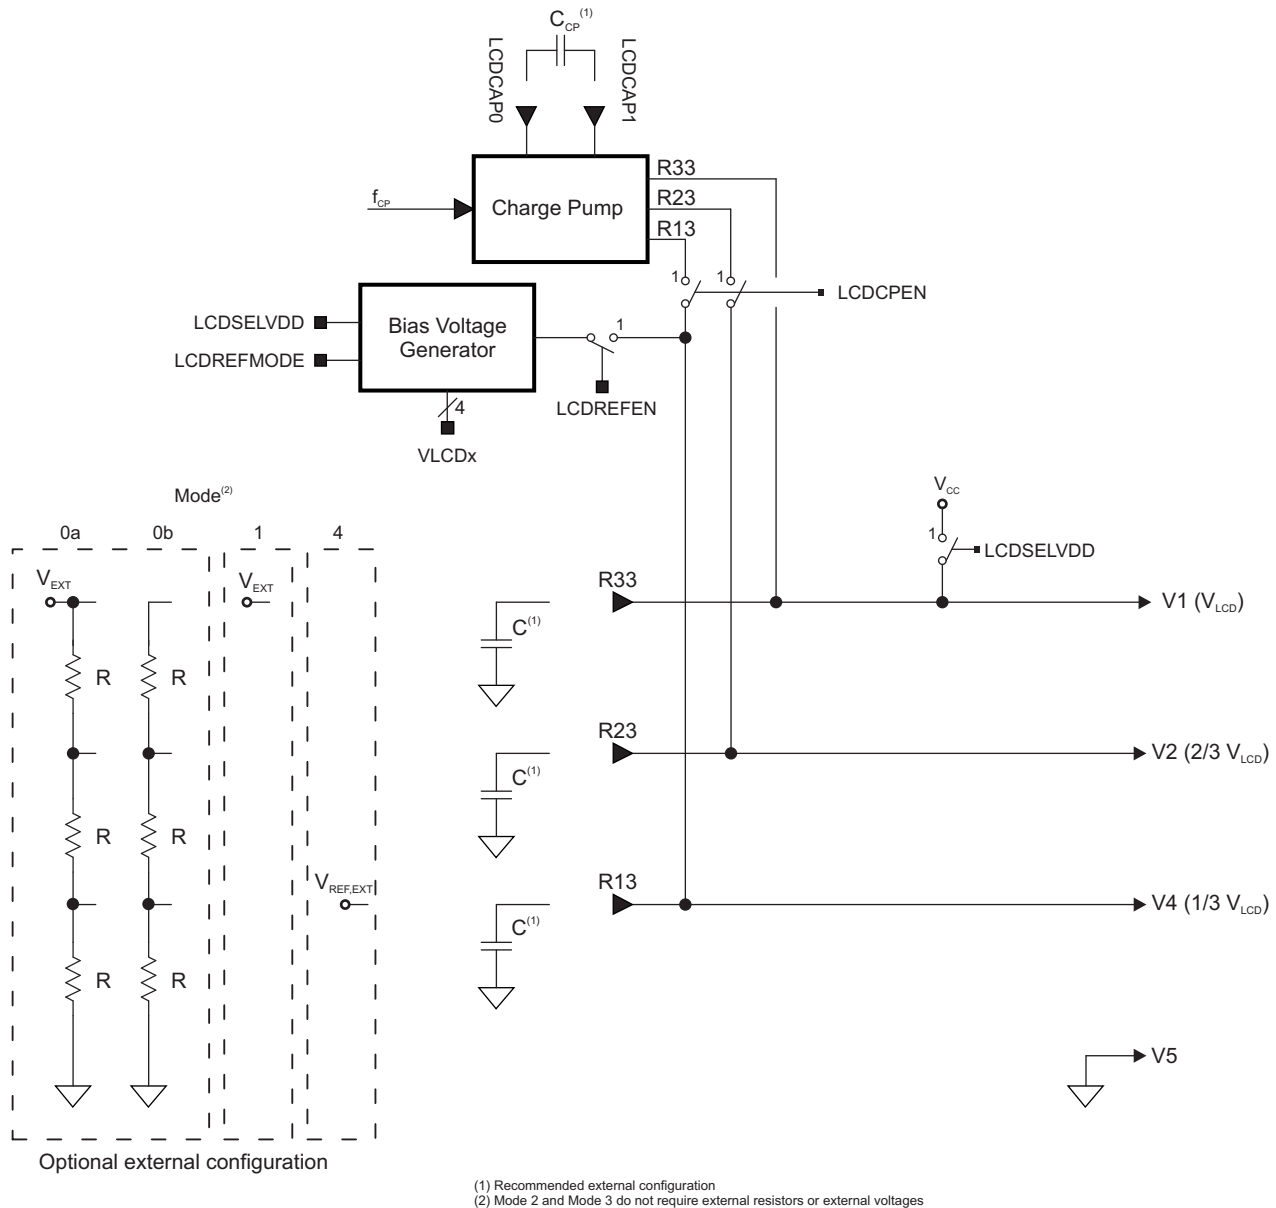 C_CP(1)
LCDCAP0
LCDCAP1
R33
f_CP
Charge Pump
R23
R13
1
1
LCDCPEN
LCDSELVDD
Bias Voltage
Generator
1
LCDREFMODE
LCDREFEN
4
VLCDx
Mode(2)
V_CC
0a
0b
1
4
1
LCDSELVDD
V_EXT
V_EXT
R33
V1 (V_LCD)
C(1)
R
R
R23
V2 (2/3 V_LCD)
C(1)
R
R
V_REF,EXT
R13
V4 (1/3 V_LCD)
C(1)
R
R
V5
Optional external configuration
(1) Recommended external configuration
(2) Mode 2 and Mode 3 do not require external resistors or external voltages